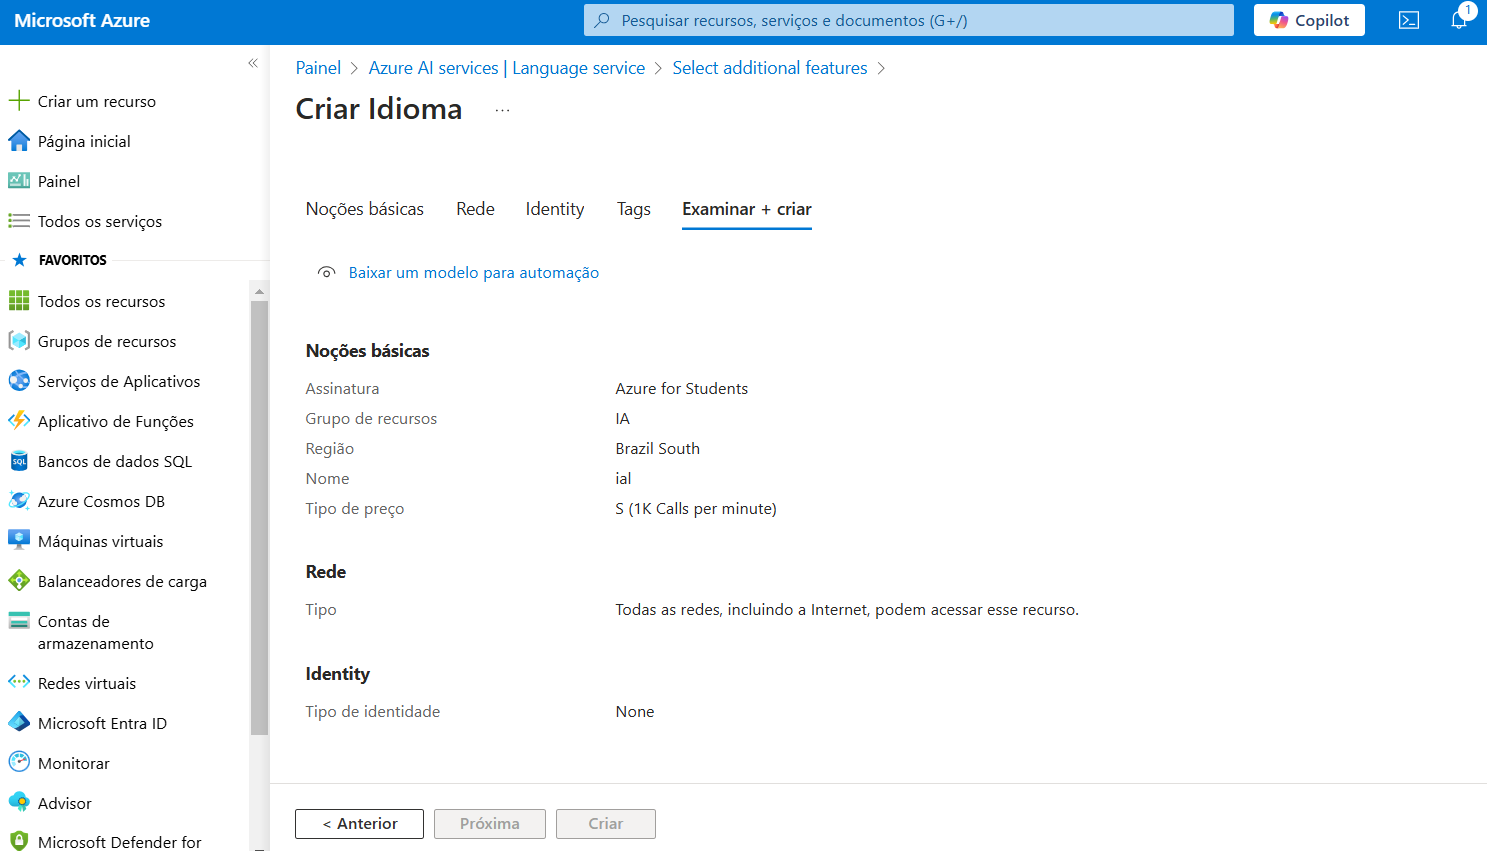 Microsoft Azure
Pesquisar recursos, serviços e documentos (G+/)
Copilot
1
«
Criar um recurso
Página inicial
Painel
Todos os serviços
FAVORITOS
Todos os recursos
Grupos de recursos
Serviços de Aplicativos
Aplicativo de Funções
SQL
Bancos de dados SQL
Azure Cosmos DB
Máquinas virtuais
Balanceadores de carga
Contas de
armazenamento
Redes virtuais
Microsoft Entra ID
Monitorar
Advisor
Microsoft Defender for
Painel > Azure AI services | Language service > Select additional features >
Criar Idioma ...
Noções básicas Rede Identity Tags Examinar + criar
Baixar um modelo para automação
Noções básicas
Assinatura Azure for Students
Grupo de recursos IA
Região Brazil South
Nome ial
Tipo de preço S (1K Calls per minute)
Rede
Tipo Todas as redes, incluindo a Internet, podem acessar esse recurso.
Identity
Tipo de identidade None
< Anterior Próxima Criar